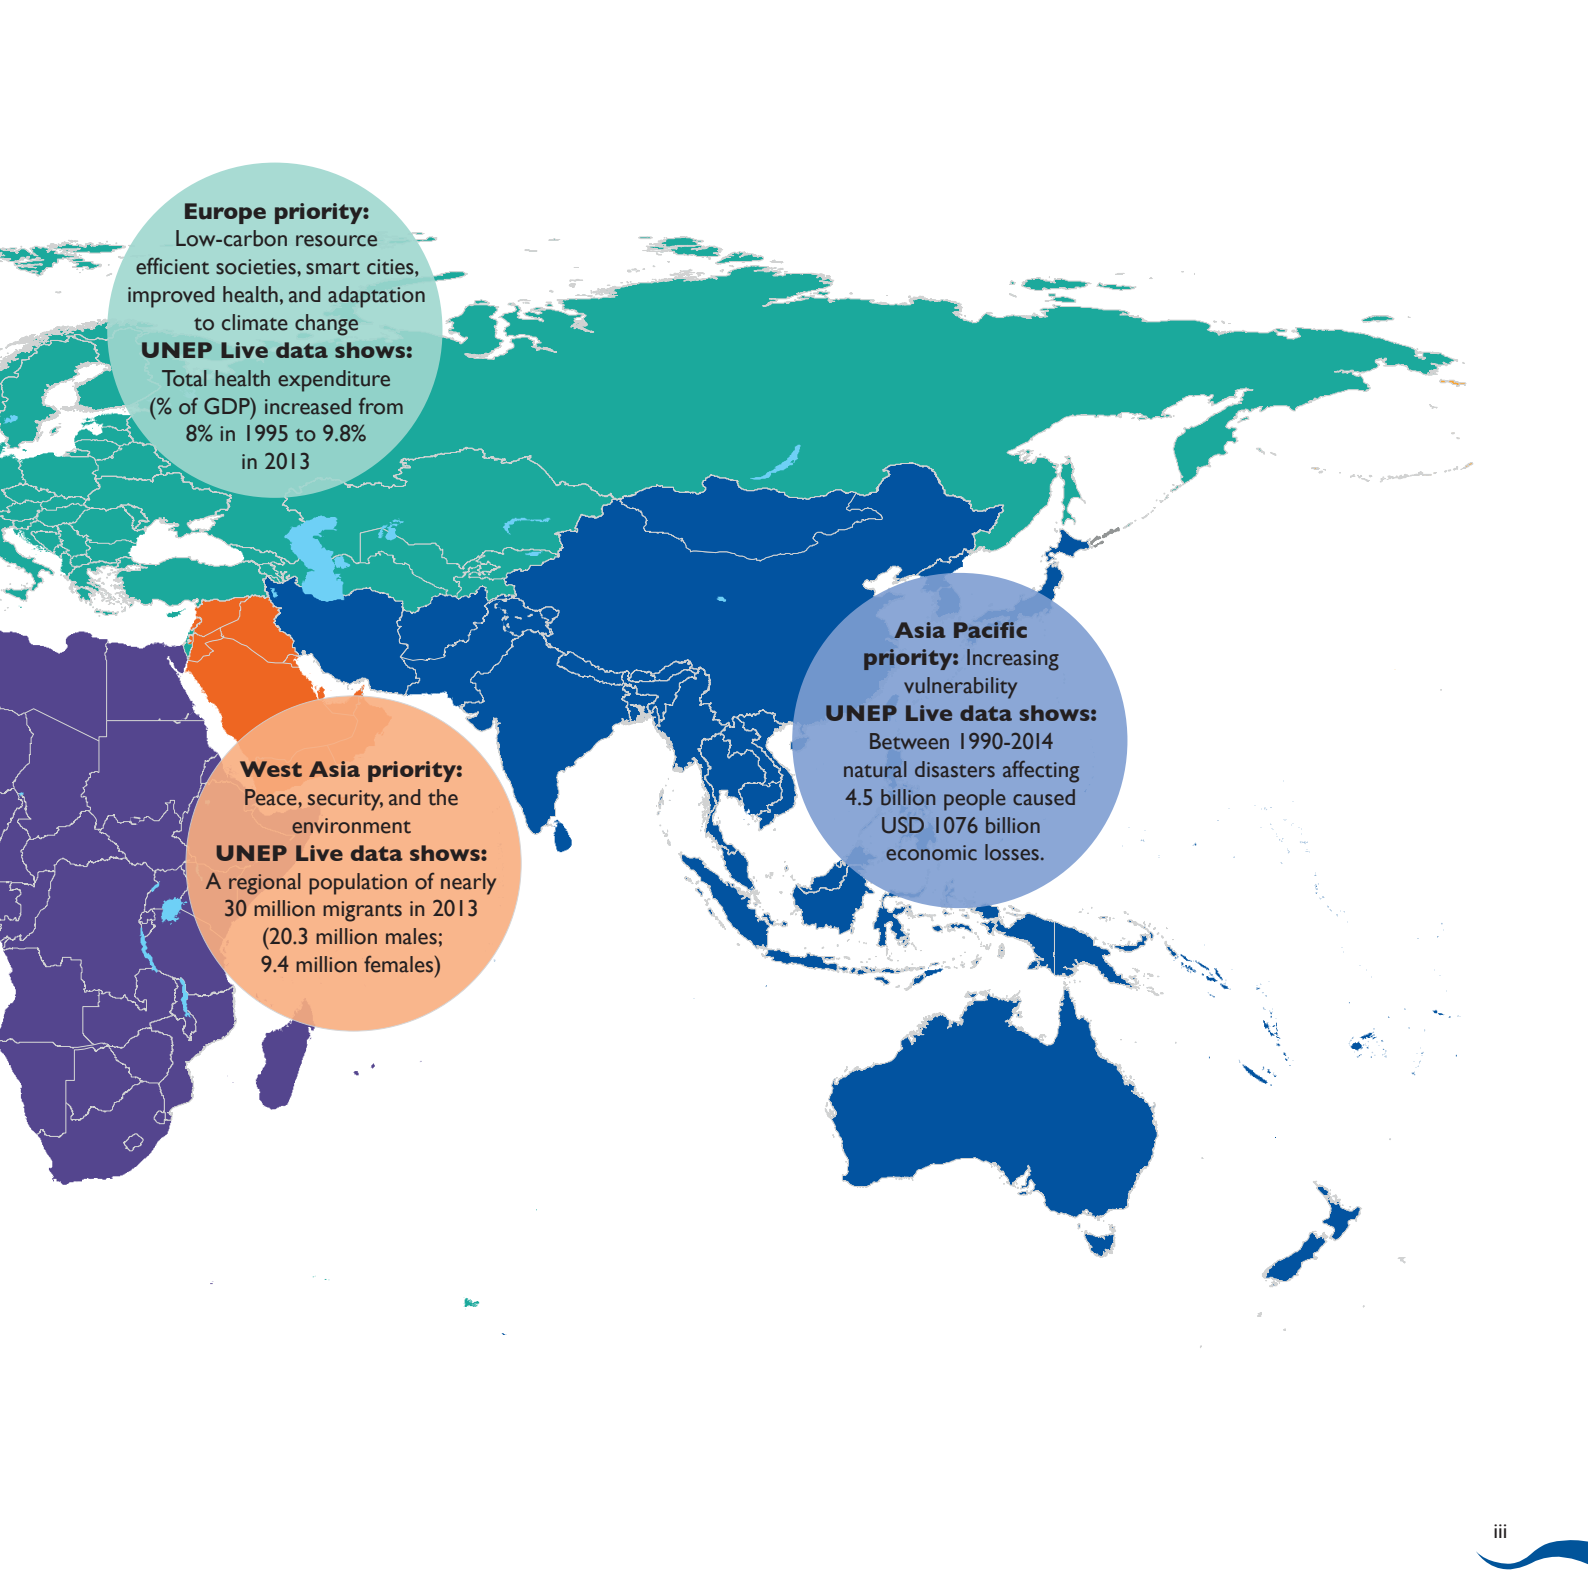 Europe priority:
Low-carbon resource
efficient societies, smart cities,
improved health, and adaptation
to climate change
UNEP Live data shows:
Total health expenditure
(% of GDP) increased from
8% in 1995 to 9.8%
in 2013
Asia Pacific
priority: Increasing
vulnerability
UNEP Live data shows:
Between 1990-2014
natural disasters affecting
4.5 billion people caused
USD 1076 billion
economic losses.
West Asia priority:
Peace, security, and the
environment
UNEP Live data shows:
A regional population of nearly
30 million migrants in 2013
(20.3 million males;
9.4 million females)
iii